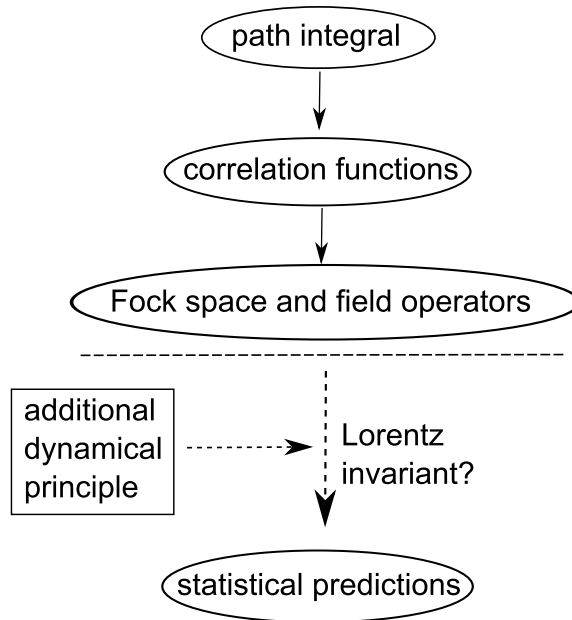 path integral
correlation functions
Fock space and field operators
additional
dynamical
principle
Lorentz
invariant?
statistical predictions